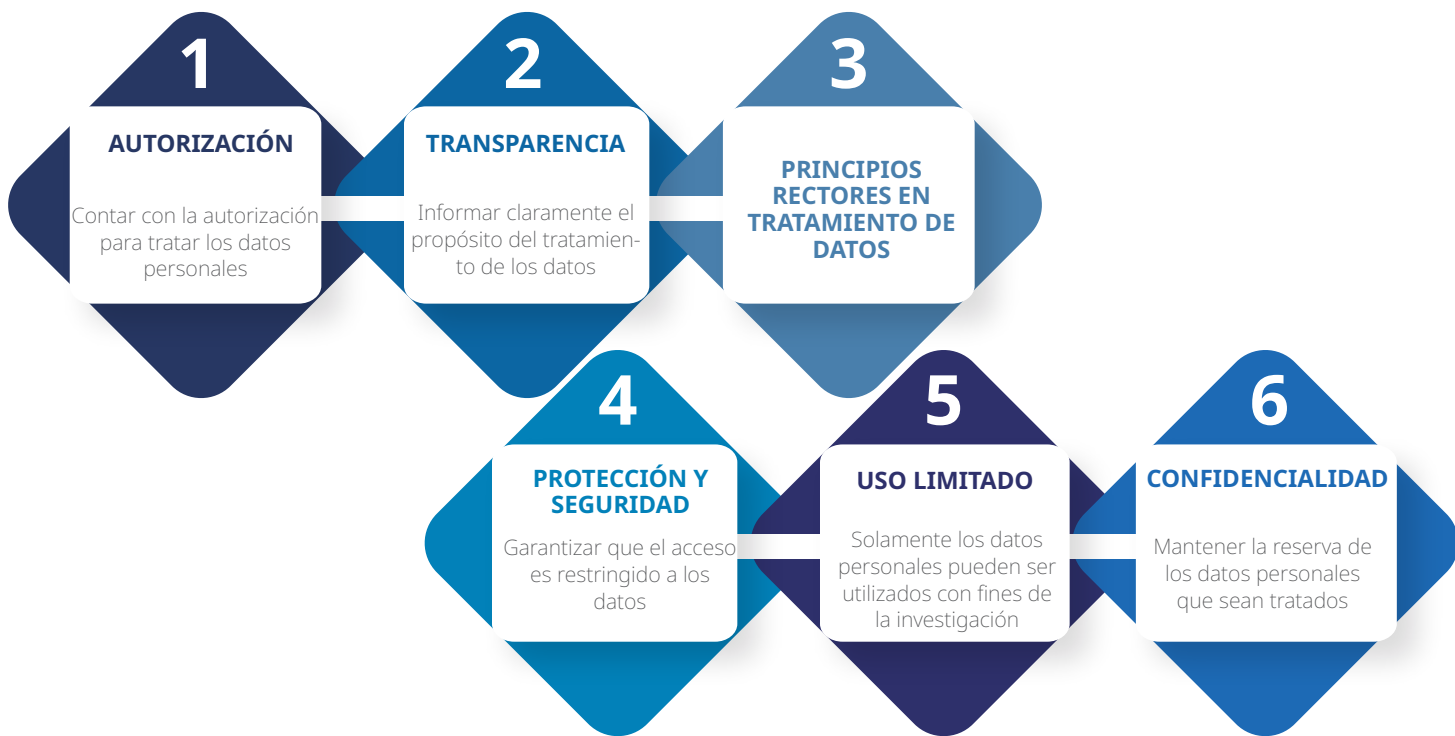 1
AUTORIZACIÓN
Contar con la autorización
para tratar los datos
personales
2
TRANSPARENCIA
Informar claramente el
propósito del tratamien-
to de los datos
3
PRINCIPIOS
RECTORES EN
TRATAMIENTO DE
DATOS
4
PROTECCIÓN Y
SEGURIDAD
Garantizar que el acceso
es restringido a los
datos
5
USO LIMITADO
Solamente los datos
personales pueden ser
utilizados con fines de
la investigación
6
CONFIDENCIALIDAD
Mantener la reserva de
los datos personales
que sean tratados